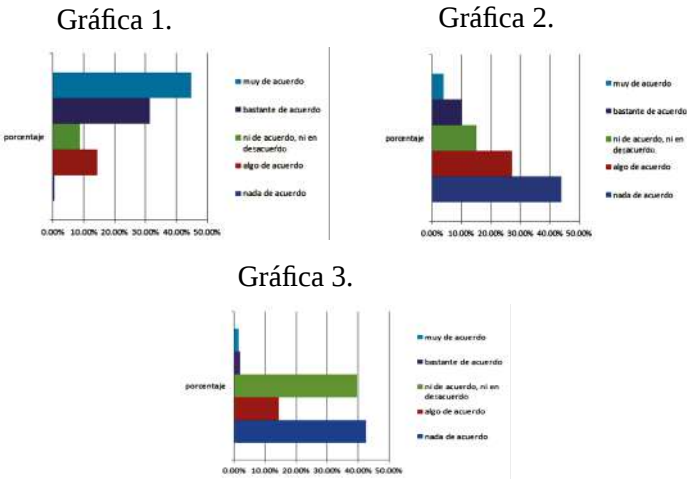 Gráfica 1.
muy de acuerdo
bastante de acuerdo
ni de acuerdo, ni en
desacuerdo
algo de acuerdo
nada de acuerdo
porcentaje
0.00% 10.00% 20.00% 30.00% 40.00% 50.00%
Gráfica 2.
muy de acuerdo
bastante de acuerdo
ni de acuerdo, ni en
desacuerdo.
algo de acuerdo
nada de acuerdo
porcentaje
0.00% 10.00% 20.00% 30.00% 40.00% 50.00%
Gráfica 3.
muy de acuerdo
bastante de acuerdo
ni de acuerdo, ni en
desacuerdo
algo de acuerdo
nada de acuerdo
porcentaje
0.00% 10.00% 20.00% 30.00% 40.00% 50.00%